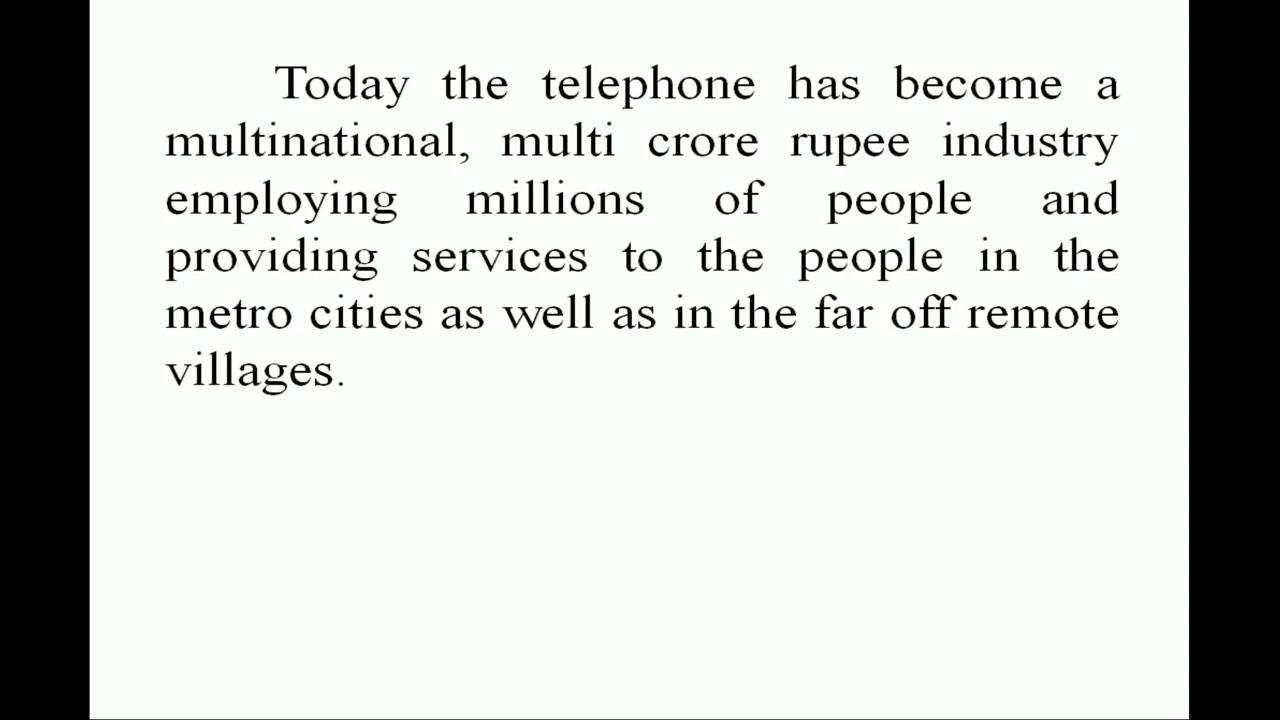 Today the telephone has become a
multinational, multi crore rupee industry
employing millions of people and
providing services to the people in the
metro cities as well as in the far off remote
villages.